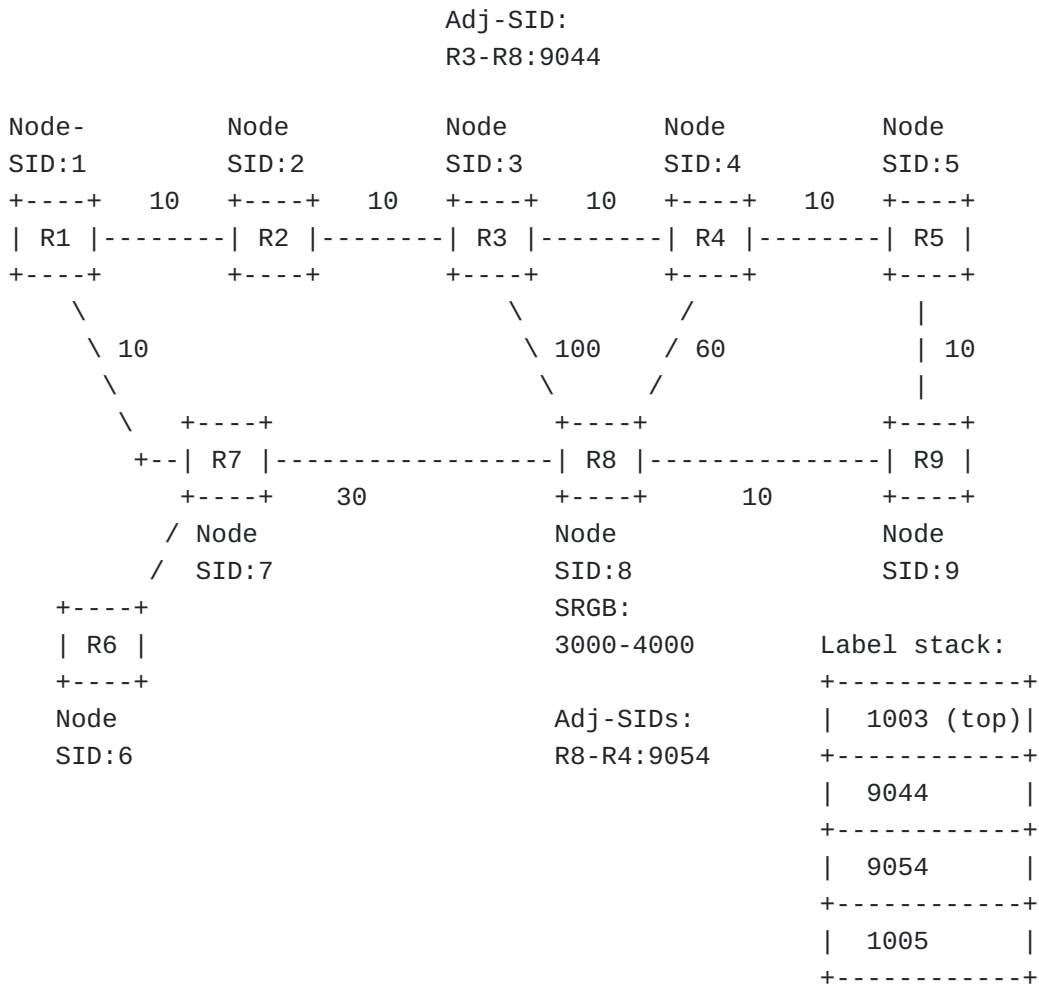 Adj-SID:
                            R3-R8:9044

Node-         Node          Node          Node          Node
SID:1         SID:2         SID:3         SID:4         SID:5
+----+   10   +----+   10   +----+   10   +----+   10   +----+
| R1 |--------| R2 |--------| R3 |--------| R4 |--------| R5 |
+----+        +----+        +----+        +----+        +----+
    \                           \          /              |
     \ 10                        \ 100    / 60            | 10
      \                           \      /                |
       \   +----+                  +----+               +----+
        +--| R7 |------------------| R8 |---------------| R9 |
           +----+    30            +----+      10       +----+
          / Node                   Node                 Node
         /  SID:7                  SID:8                SID:9
   +----+                          SRGB:
   | R6 |                          3000-4000        Label stack:
   +----+                                           +------------+
   Node                            Adj-SIDs:        |  1003 (top)|
   SID:6                           R8-R4:9054       +------------+
                                                    |  9044      |
                                                    +------------+
                                                    |  9054      |
                                                    +------------+
                                                    |  1005      |
                                                    +------------+